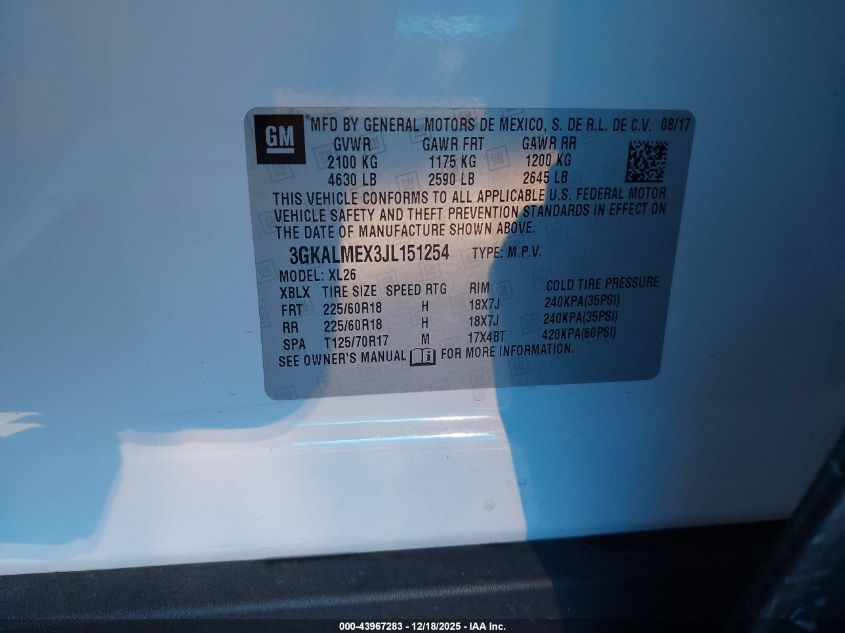 GM ® MFD BY GENERAL MOTORS DE MEXICO, S. DE R.L. DE C.V. 08/17
GVWR GAWR FRT GAWR RR
2100 KG 1175 KG 1200 KG
4630 LB 2590 LB 2645 LB
THIS VEHICLE CONFORMS TO ALL APPLICABLE U.S. FEDERAL MOTOR
VEHICLE SAFETY AND THEFT PREVENTION STANDARDS IN EFFECT ON
THE DATE OF MANUFACTURE SHOWN ABOVE.
3GKALMEX3JL151254 TYPE: M.P.V.
MODEL: XL26
XBLX TIRE SIZE SPEED RTG RIM COLD TIRE PRESSURE
FRT 225/60R18 H 18X7J 240KPA(35PSI)
RR 225/60R18 H 18X7J 240KPA(35PSI)
SPA T125/70R17 M 17X4BT 420KPA(60PSI)
SEE OWNER'S MANUAL FOR MORE INFORMATION.
000-43967283 - 12/18/2025 - IAA Inc.